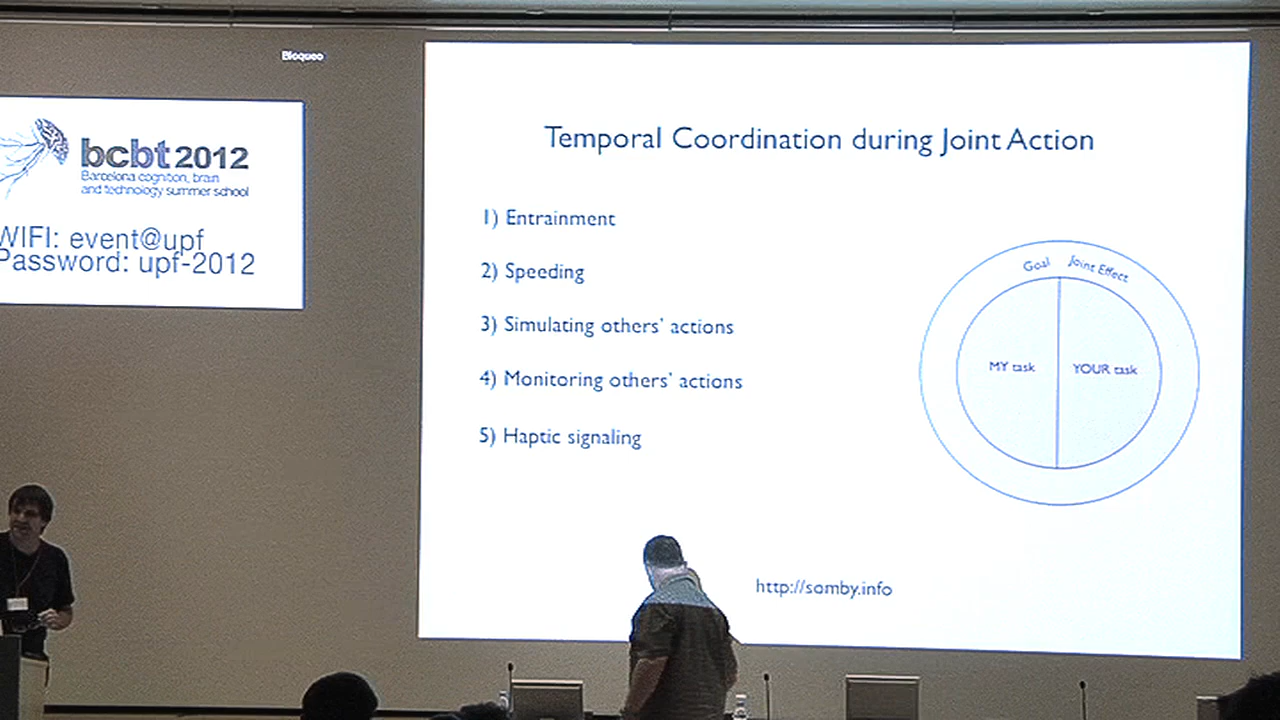 Bloqueo
bcbt 2012
Barcelona cognition, brain
and technology summer school
WIFI: event@upf
Password: upf-2012
Temporal Coordination during Joint Action
1) Entrainment
2) Speeding
3) Simulating others' actions
4) Monitoring others' actions
5) Haptic signaling
Goal Joint Effect
MY task YOUR task
http://somby.info